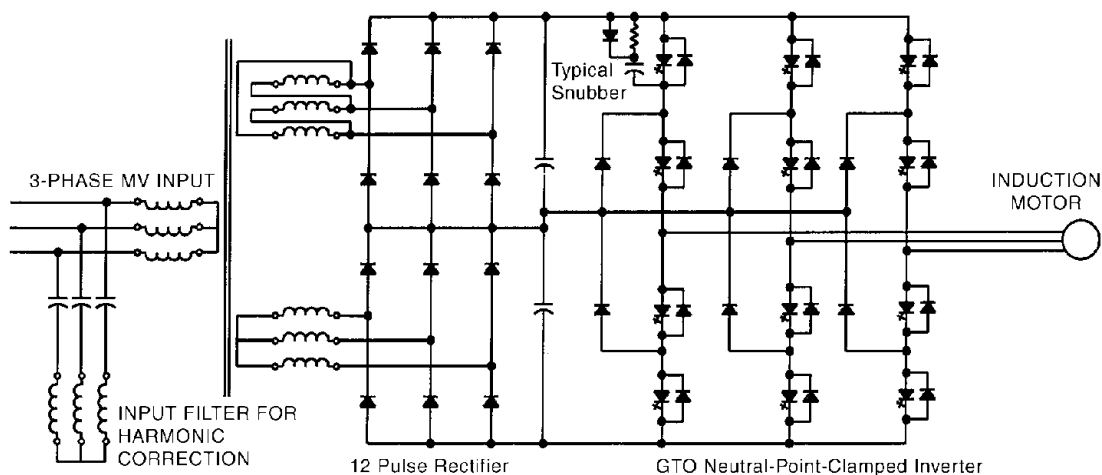 Typical
Snubber
3-PHASE MV INPUT
INDUCTION
MOTOR
INPUT FILTER FOR
HARMONIC
CORRECTION
12 Pulse Rectifier
GTO Neutral-Point-Clamped Inverter